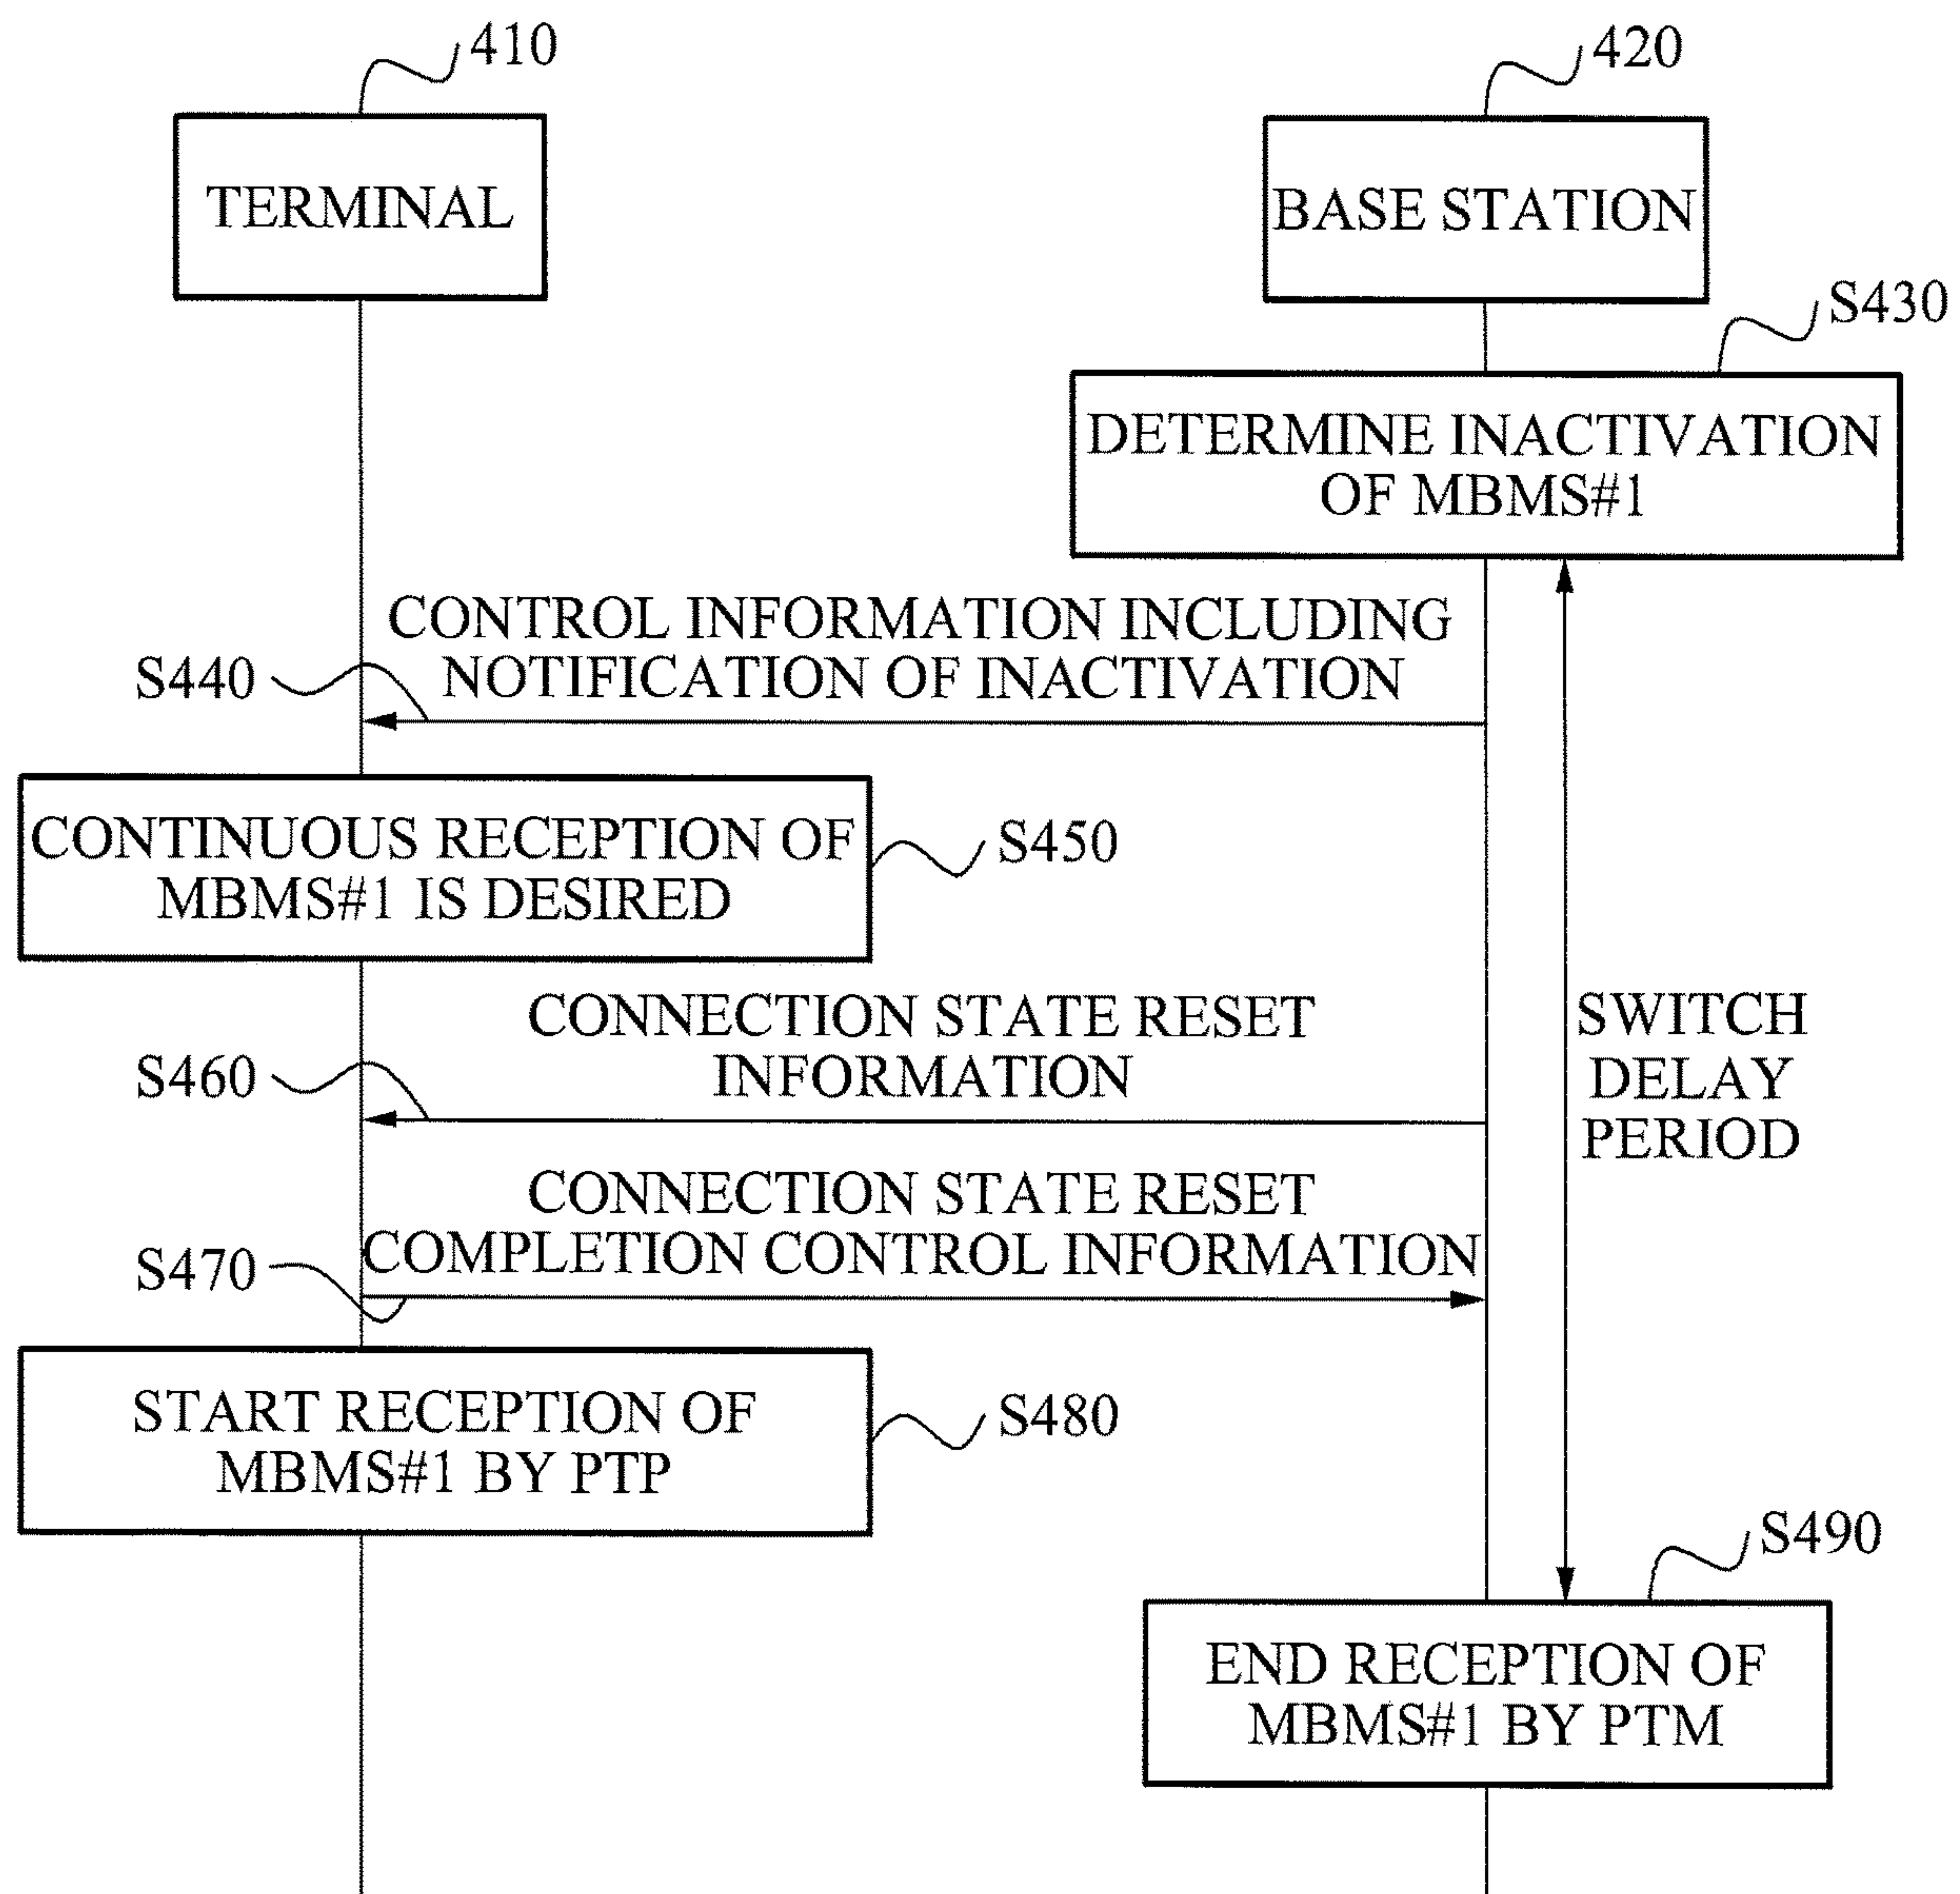 410
420
TERMINAL
BASE STATION
S430
DETERMINE INACTIVATION
OF MBMS#1
CONTROL INFORMATION INCLUDING
NOTIFICATION OF INACTIVATION
S440
CONTINUOUS RECEPTION OF
MBMS#1 IS DESIRED
S450
CONNECTION STATE RESET
INFORMATION
S460
SWITCH
DELAY
PERIOD
CONNECTION STATE RESET
COMPLETION CONTROL INFORMATION
S470
START RECEPTION OF
MBMS#1 BY PTP
S480
S490
END RECEPTION OF
MBMS#1 BY PTM